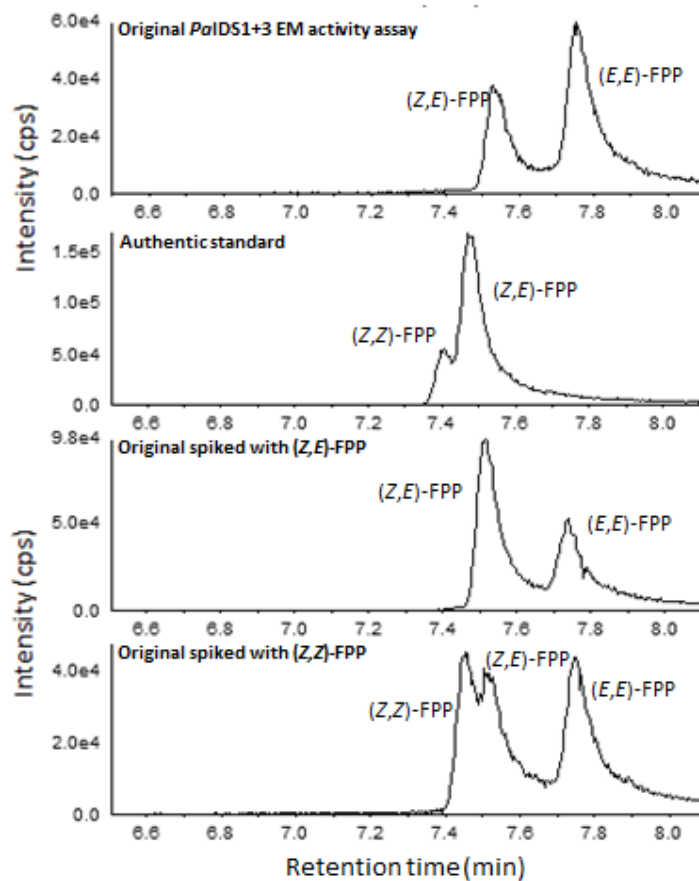 Original PaIDS1+3 EM activity assay
6.0e4
4.0e4
2.0e4
0.0
(Z,E)-FPP
(E,E)-FPP
6.6 6.8 7.0 7.2 7.4 7.6 7.8 8.0
Authentic standard
1.5e5
1.0e5
5.0e4
0.0
(Z,Z)-FPP
(Z,E)-FPP
6.6 6.8 7.0 7.2 7.4 7.6 7.8 8.0
Intensity (cps)
Original spiked with (Z,E)-FPP
9.8e4
5.0e4
0.0
(Z,E)-FPP
(E,E)-FPP
6.6 6.8 7.0 7.2 7.4 7.6 7.8 8.0
Original spiked with (Z,Z)-FPP
4.0e4
2.0e4
0.0
(Z,Z)-FPP
(Z,E)-FPP
(E,E)-FPP
6.6 6.8 7.0 7.2 7.4 7.6 7.8 8.0
Intensity (cps)
Retention time (min)